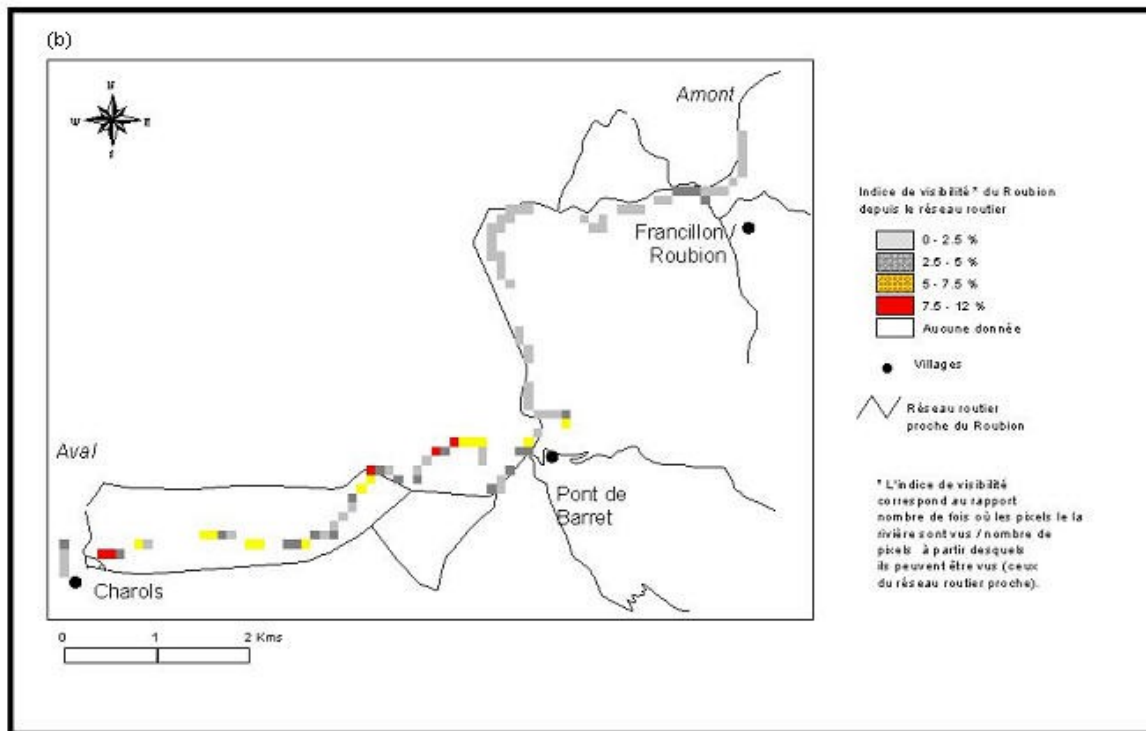 (b)
N
W E
S
Amont
Francillon
Roubion
Aval
Pont de
Barret
Charols
0 1 2 Kms
Indice de visibilité* du Roubion
depuis le réseau routier
0 - 2.5 %
2.5 - 5 %
5 - 7.5 %
7.5 - 12 %
Aucune donnée
Villages
Réseau routier
proche du Roubion
* L'indice de visibilité
correspond au rapport
nombre de fois où les pixels le la
rivière sont vus / nombre de
pixels à partir desquels
ils peuvent être vus (ceux
du réseau routier proche).